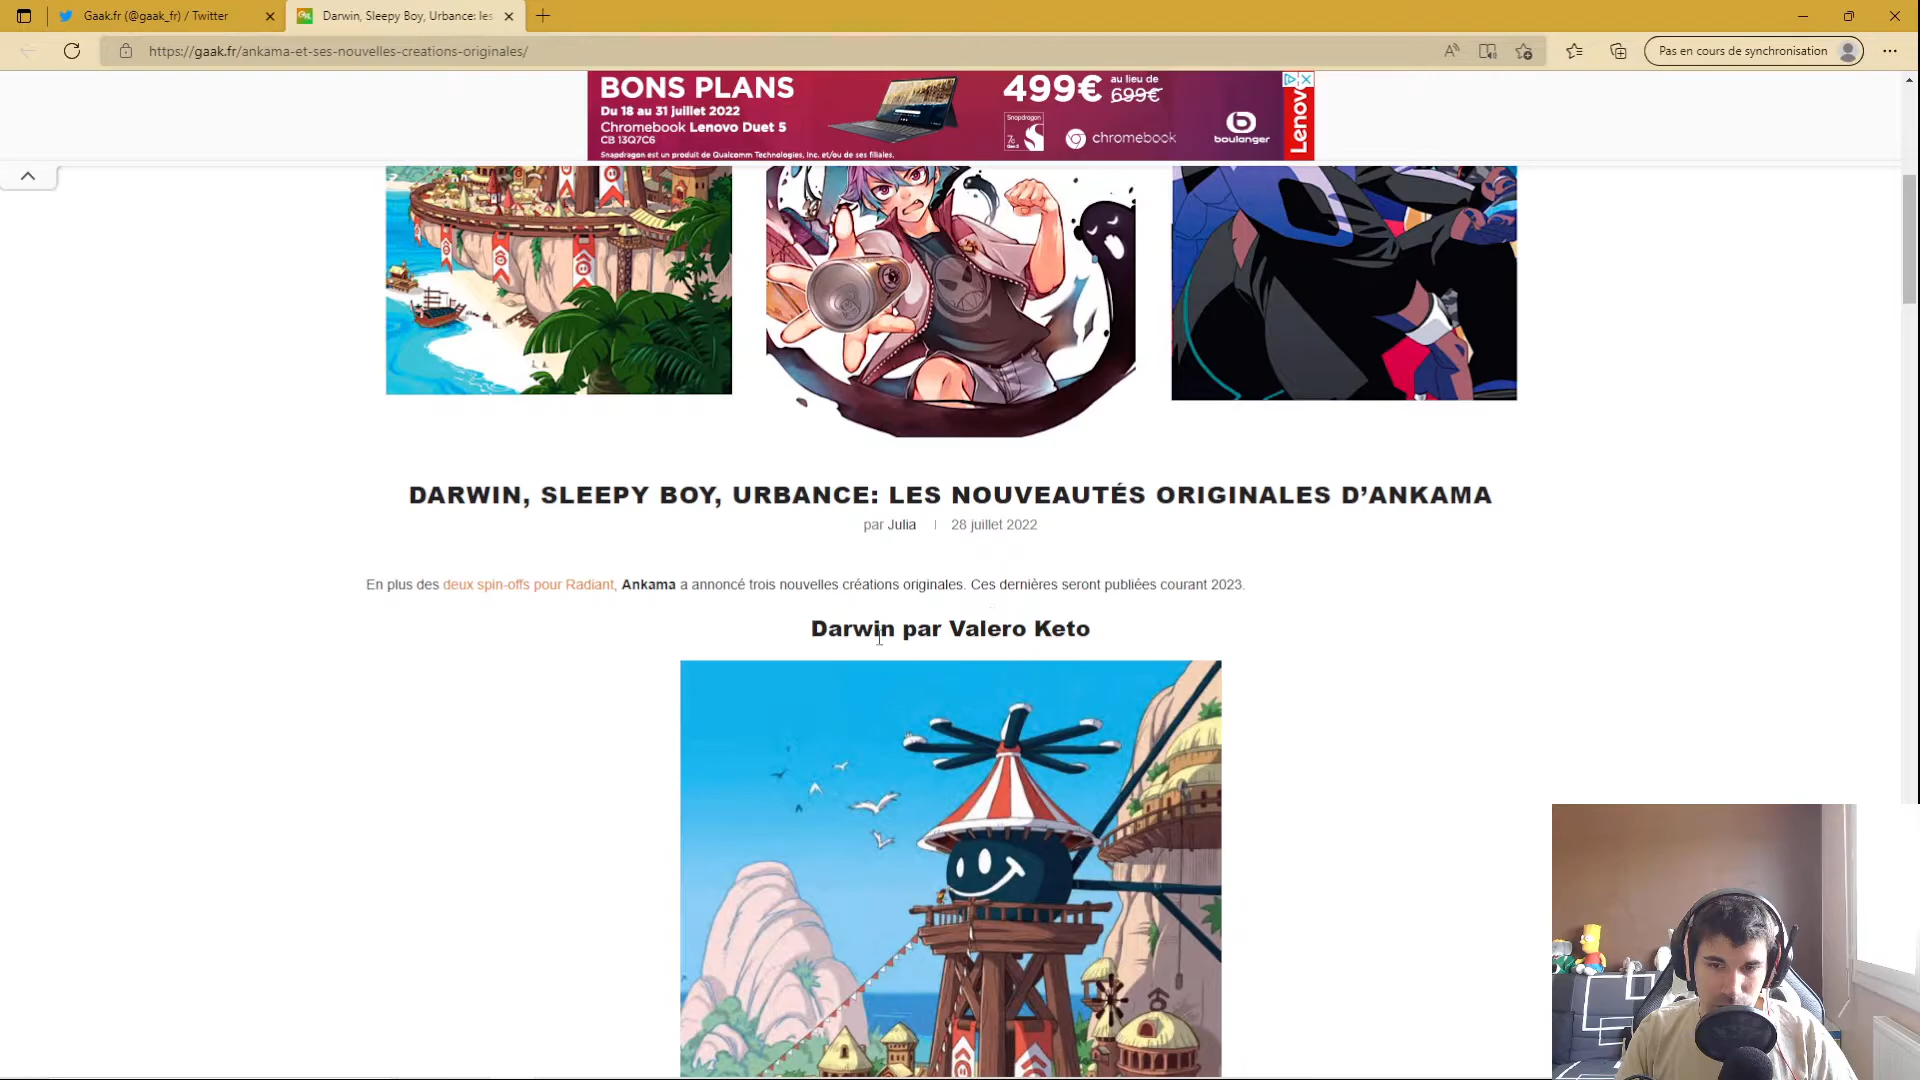 Gaak.fr (@gaak_fr) / Twitter
Darwin, Sleepy Boy, Urbance: les
https://gaak.fr/ankama-et-ses-nouvelles-creations-originales/
Pas en cours de synchronisation
BONS PLANS
Du 18 au 31 juillet 2022
Chromebook Lenovo Duet 5
CB 13Q7C6
Snapdragon est un produit de Qualcomm Technologies, Inc. et/ou de ses filiales.
499€ au lieu de 699€
Snapdragon
chromebook
boulanger
Lenovo
DARWIN, SLEEPY BOY, URBANCE: LES NOUVEAUTÉS ORIGINALES D'ANKAMA
par Julia | 28 juillet 2022
En plus des deux spin-offs pour Radiant, Ankama a annoncé trois nouvelles créations originales. Ces dernières seront publiées courant 2023.
Darwin par Valero Keto